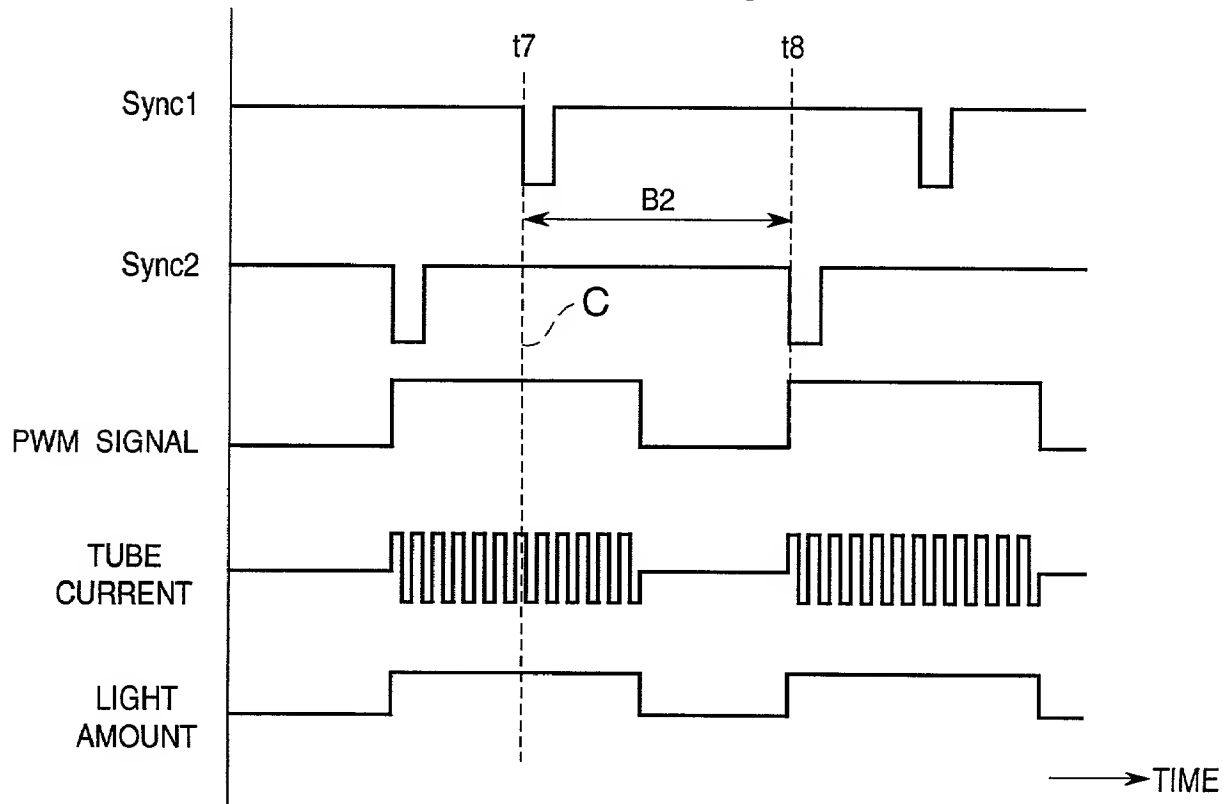 t7
t8
Sync1
B2
Sync2
C
PWM SIGNAL
TUBE
CURRENT
LIGHT
AMOUNT
TIME